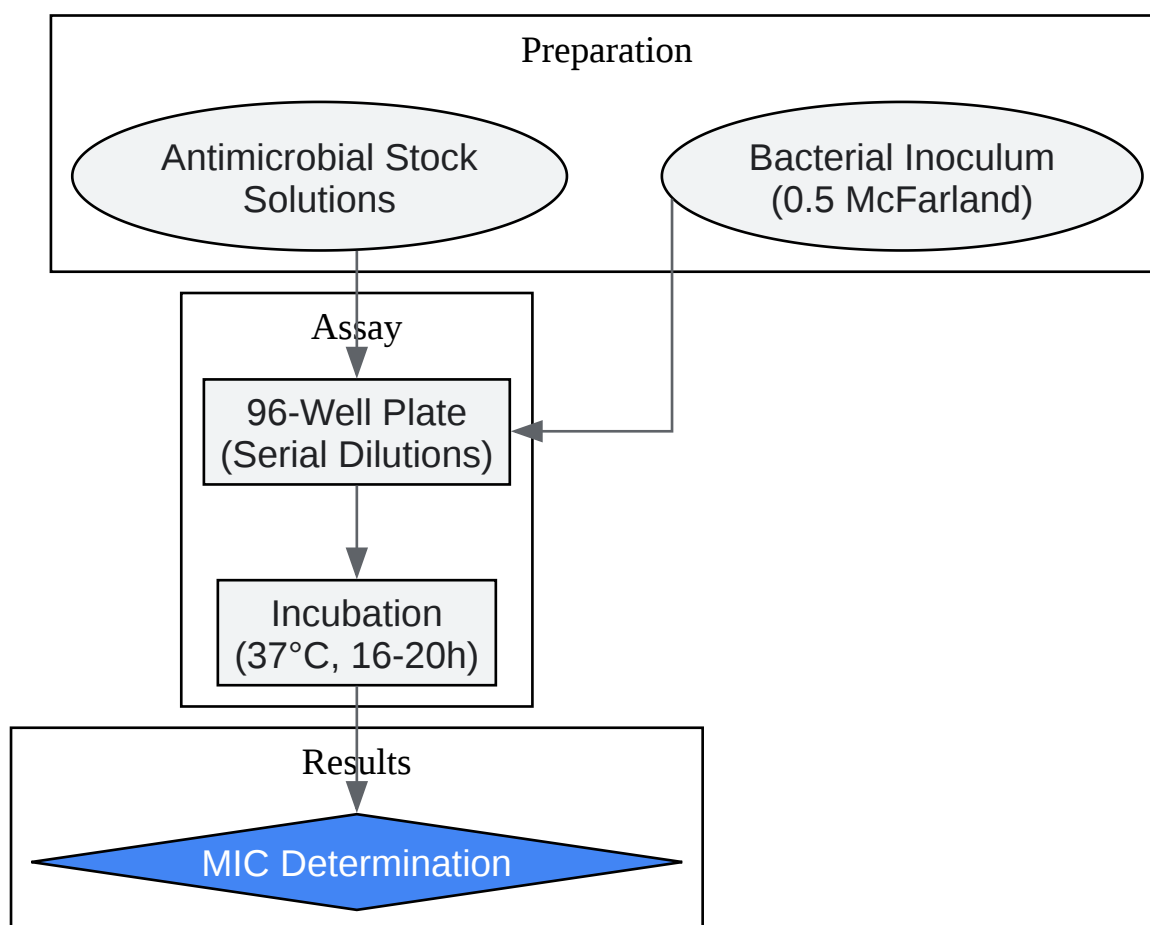 Preparation
Antimicrobial Stock
Solutions
Bacterial Inoculum
(0.5 McFarland)
Assay
96-Well Plate
(Serial Dilutions)
Incubation
(37°C, 16-20h)
Results
MIC Determination